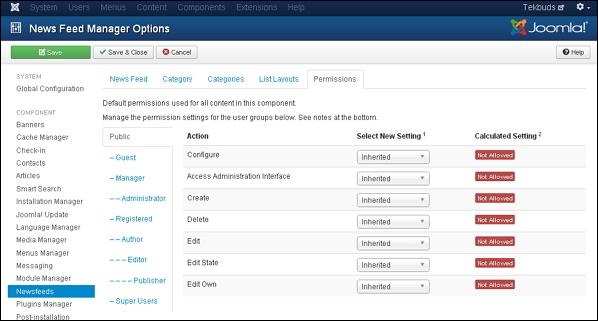 System Users Menus Content Components Extensions Help Tekbuds
News Feed Manager Options Joomla!
Save Save & Close Cancel Help
SYSTEM
Global Configuration
COMPONENT
Banners
Cache Manager
Check-in
Contacts
Articles
Smart Search
Installation Manager
Joomla! Update
Language Manager
Media Manager
Menus Manager
Messaging
Module Manager
Newsfeeds
Plugins Manager
Post-installation
News Feed Category Categories List Layouts Permissions
Default permissions used for all content in this component.
Manage the permission settings for the user groups below. See notes at the bottom.
Public
– Guest
– Manager
– – Administrator
– Registered
– – Author
– – – Editor
– – – – Publisher
– Super Users
Action Select New Setting 1 Calculated Setting 2
Configure Inherited Not Allowed
Access Administration Interface Inherited Not Allowed
Create Inherited Not Allowed
Delete Inherited Not Allowed
Edit Inherited Not Allowed
Edit State Inherited Not Allowed
Edit Own Inherited Not Allowed